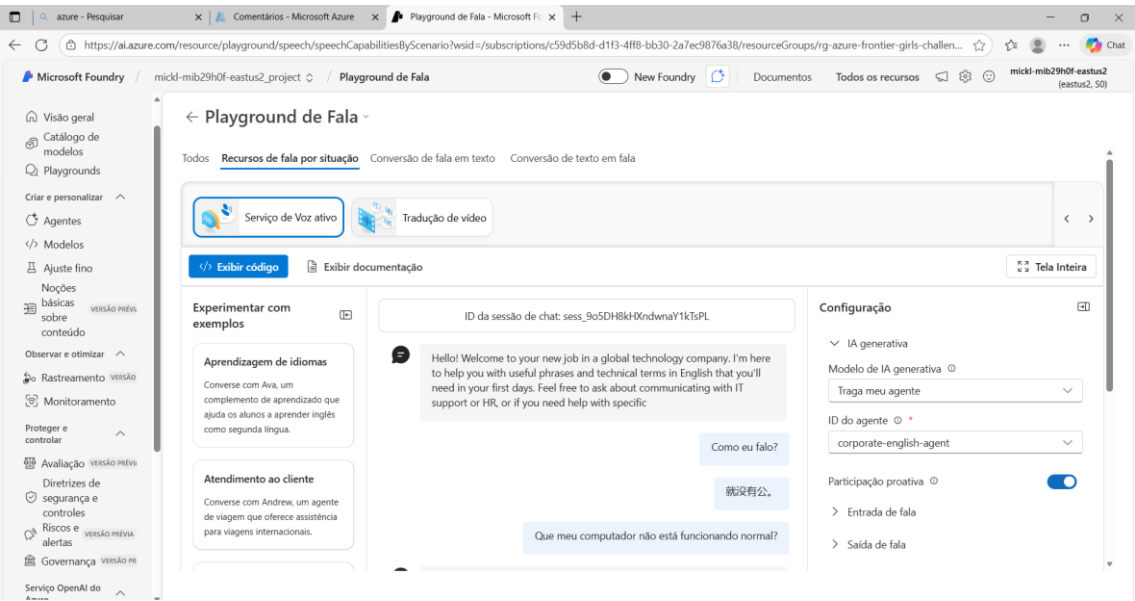 azure - Pesquisar
Comentários - Microsoft Azure
Playground de Fala - Microsoft Fo
https://ai.azure.com/resource/playground/speech/speechCapabilitiesByScenario?wsid=/subscriptions/c59d5b8d-d1f3-4ff8-bb30-2a7ec9876a38/resourceGroups/rg-azure-frontier-girls-challen...
Chat
Microsoft Foundry / mickl-mib29h0f-eastus2_project / Playground de Fala
New Foundry
Documentos
Todos os recursos
mickl-mib29h0f-eastus2
(eastus2, S0)
Visão geral
Catálogo de
modelos
Playgrounds
Criar e personalizar
Agentes
Modelos
Ajuste fino
Noções
básicas
sobre
conteúdo
VERSÃO PRÉVI
Observar e otimizar
Rastreamento VERSÃO
Monitoramento
Proteger e
controlar
Avaliação VERSÃO PRÉVI
Diretrizes de
segurança e
controles
Riscos e
alertas
VERSÃO PRÉVIA
Governança VERSÃO PR
Serviço OpenAI do
Azure
Playground de Fala
Todos
Recursos de fala por situação
Conversão de fala em texto
Conversão de texto em fala
Serviço de Voz ativo
Tradução de vídeo
</> Exibir código
Exibir documentação
Tela Inteira
Experimentar com
exemplos
Aprendizagem de idiomas
Converse com Ava, um
complemento de aprendizado que
ajuda os alunos a aprender inglês
como segunda língua.
Atendimento ao cliente
Converse com Andrew, um agente
de viagem que oferece assistência
para viagens internacionais.
ID da sessão de chat: sess_9o5DH8kHXndwnaY1kTsPL
Hello! Welcome to your new job in a global technology company. I'm here
to help you with useful phrases and technical terms in English that you'll
need in your first days. Feel free to ask about communicating with IT
support or HR, or if you need help with specific
Como eu falo?
就没有公。
Que meu computador não está funcionando normal?
Configuração
IA generativa
Modelo de IA generativa
Traga meu agente
ID do agente *
corporate-english-agent
Participação proativa
Entrada de fala
Saída de fala